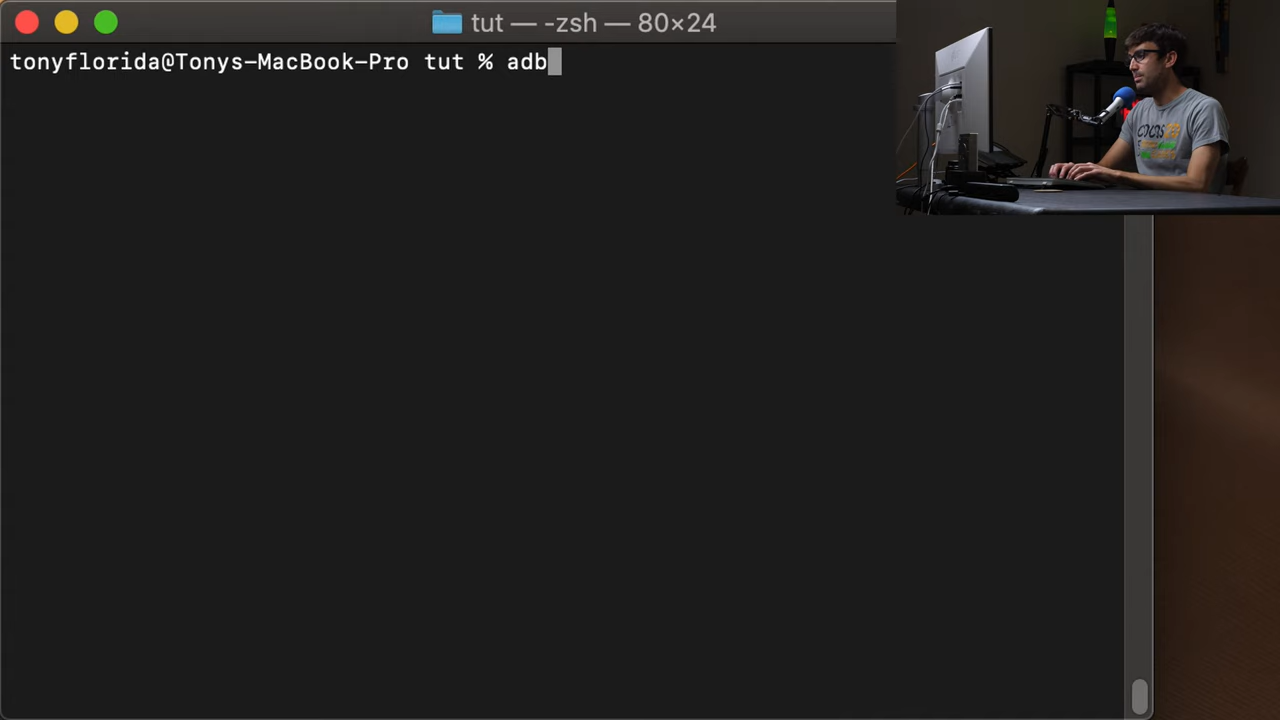 tut — -zsh — 80×24
tonyflorida@Tonys-MacBook-Pro tut % adb